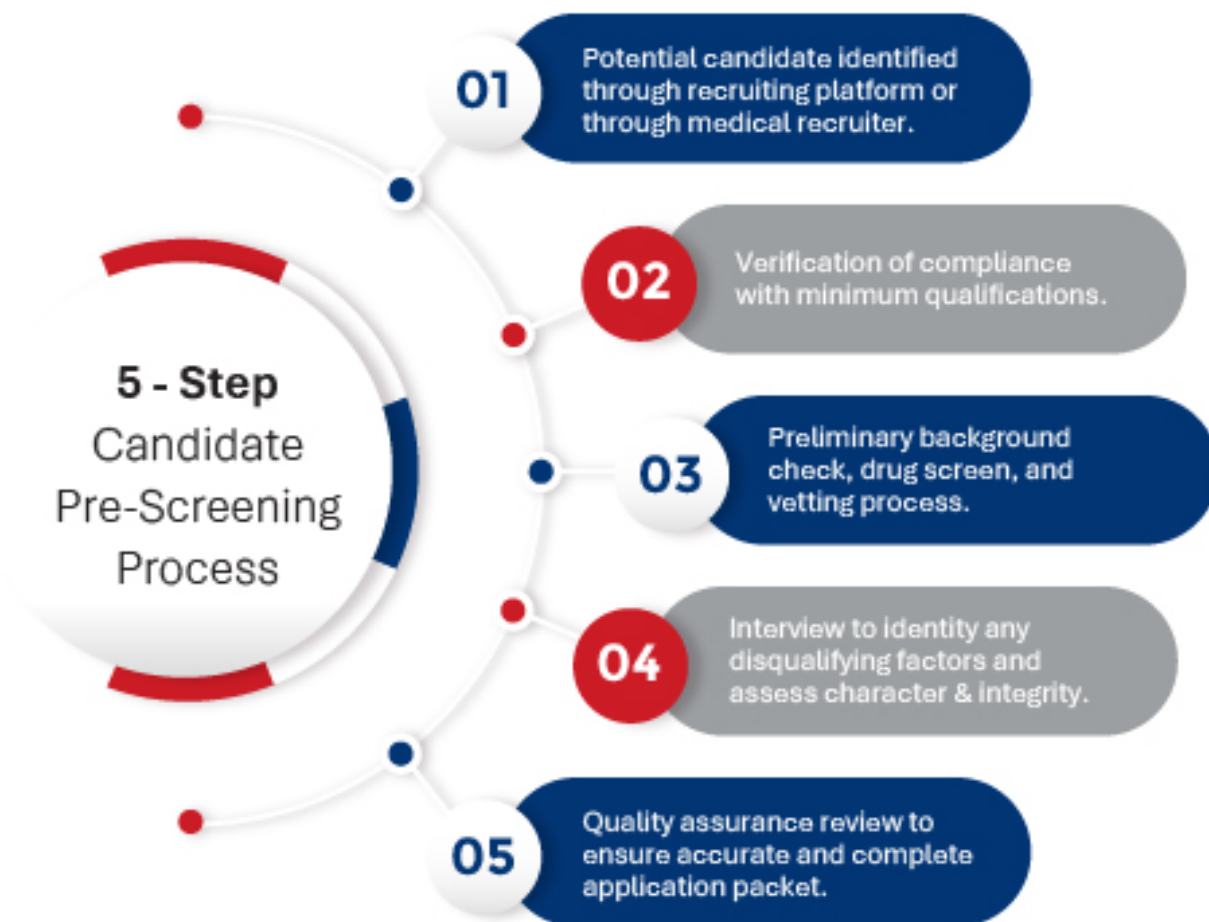 5 - Step
Candidate
Pre-Screening
Process
01
Potential candidate identified
through recruiting platform or
through medical recruiter.
02
Verification of compliance
with minimum qualifications.
03
Preliminary background
check, drug screen, and
vetting process.
04
Interview to identity any
disqualifying factors and
assess character & integrity.
05
Quality assurance review to
ensure accurate and complete
application packet.